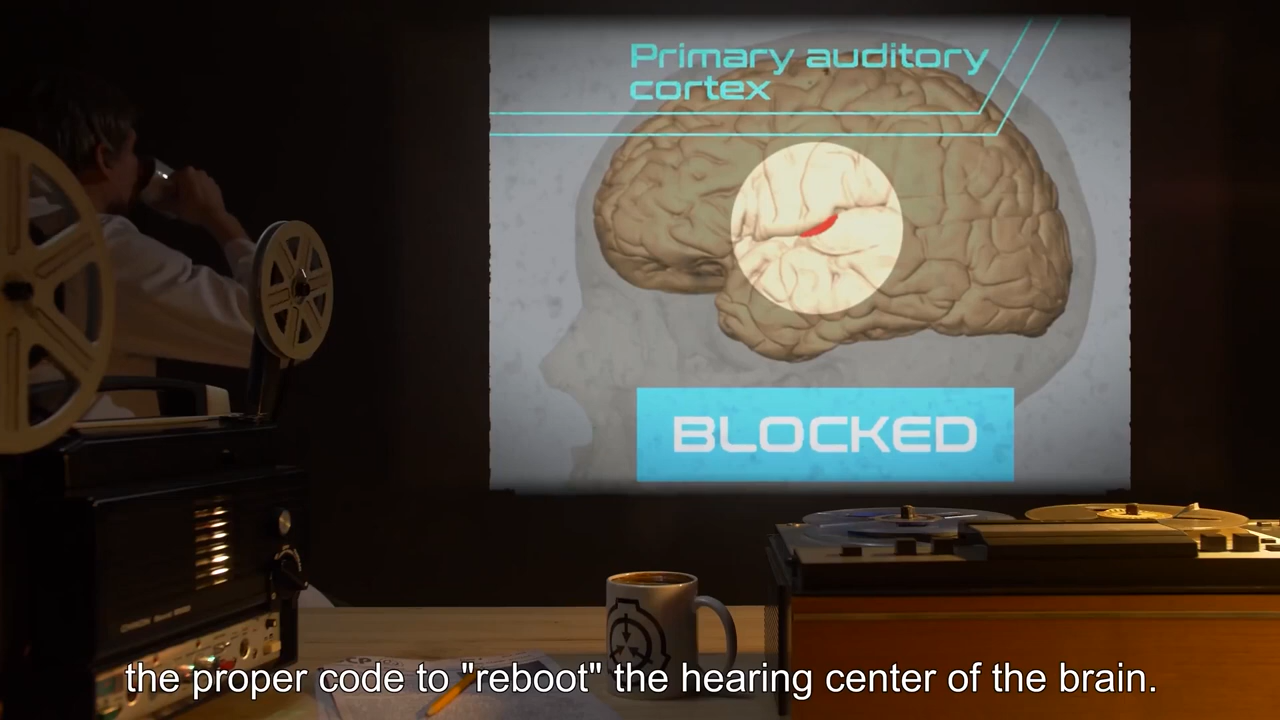 Primary auditory
cortex
BLOCKED
the proper code to "reboot" the hearing center of the brain.